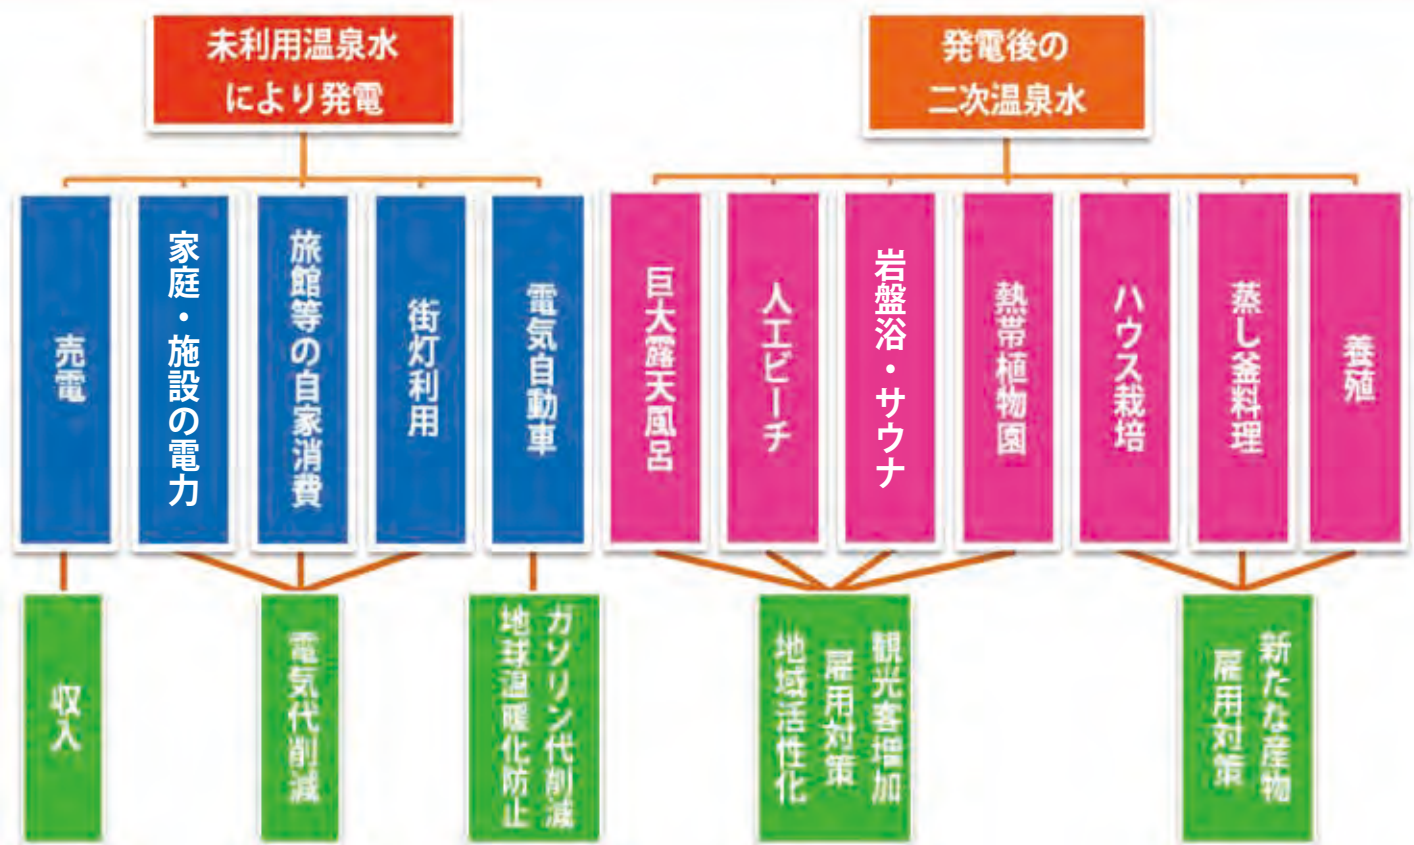 未利用温泉水
により発電
発電後の
二次温泉水
売電
家庭・施設の電力
旅館等の自家消費
街灯利用
電気自動車
巨大露天風呂
人工ビーチ
岩盤浴・サウナ
熱帯植物園
ハウス栽培
蒸し釜料理
養殖
収入
電気代削減
ガソリン代削減
地球温暖化防止
観光客増加
雇用対策
地域活性化
新たな産物
雇用対策